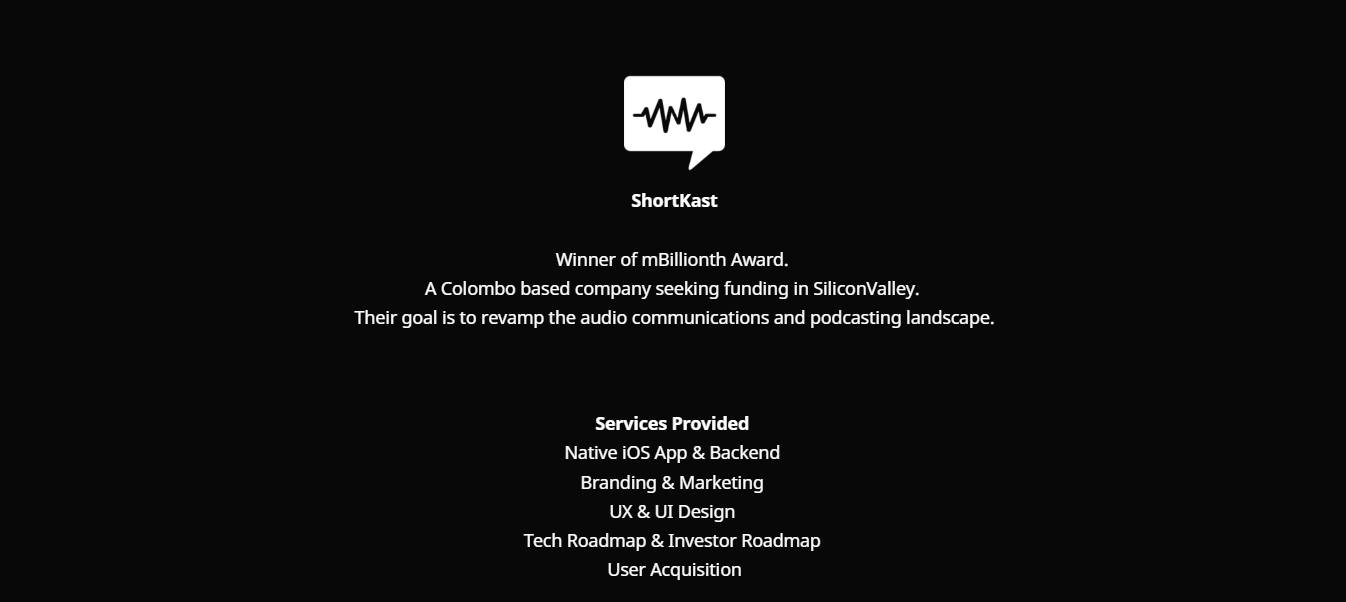 ShortKast
Winner of mBillionth Award.
A Colombo based company seeking funding in SiliconValley.
Their goal is to revamp the audio communications and podcasting landscape.
Services Provided
Native iOS App & Backend
Branding & Marketing
UX & UI Design
Tech Roadmap & Investor Roadmap
User Acquisition